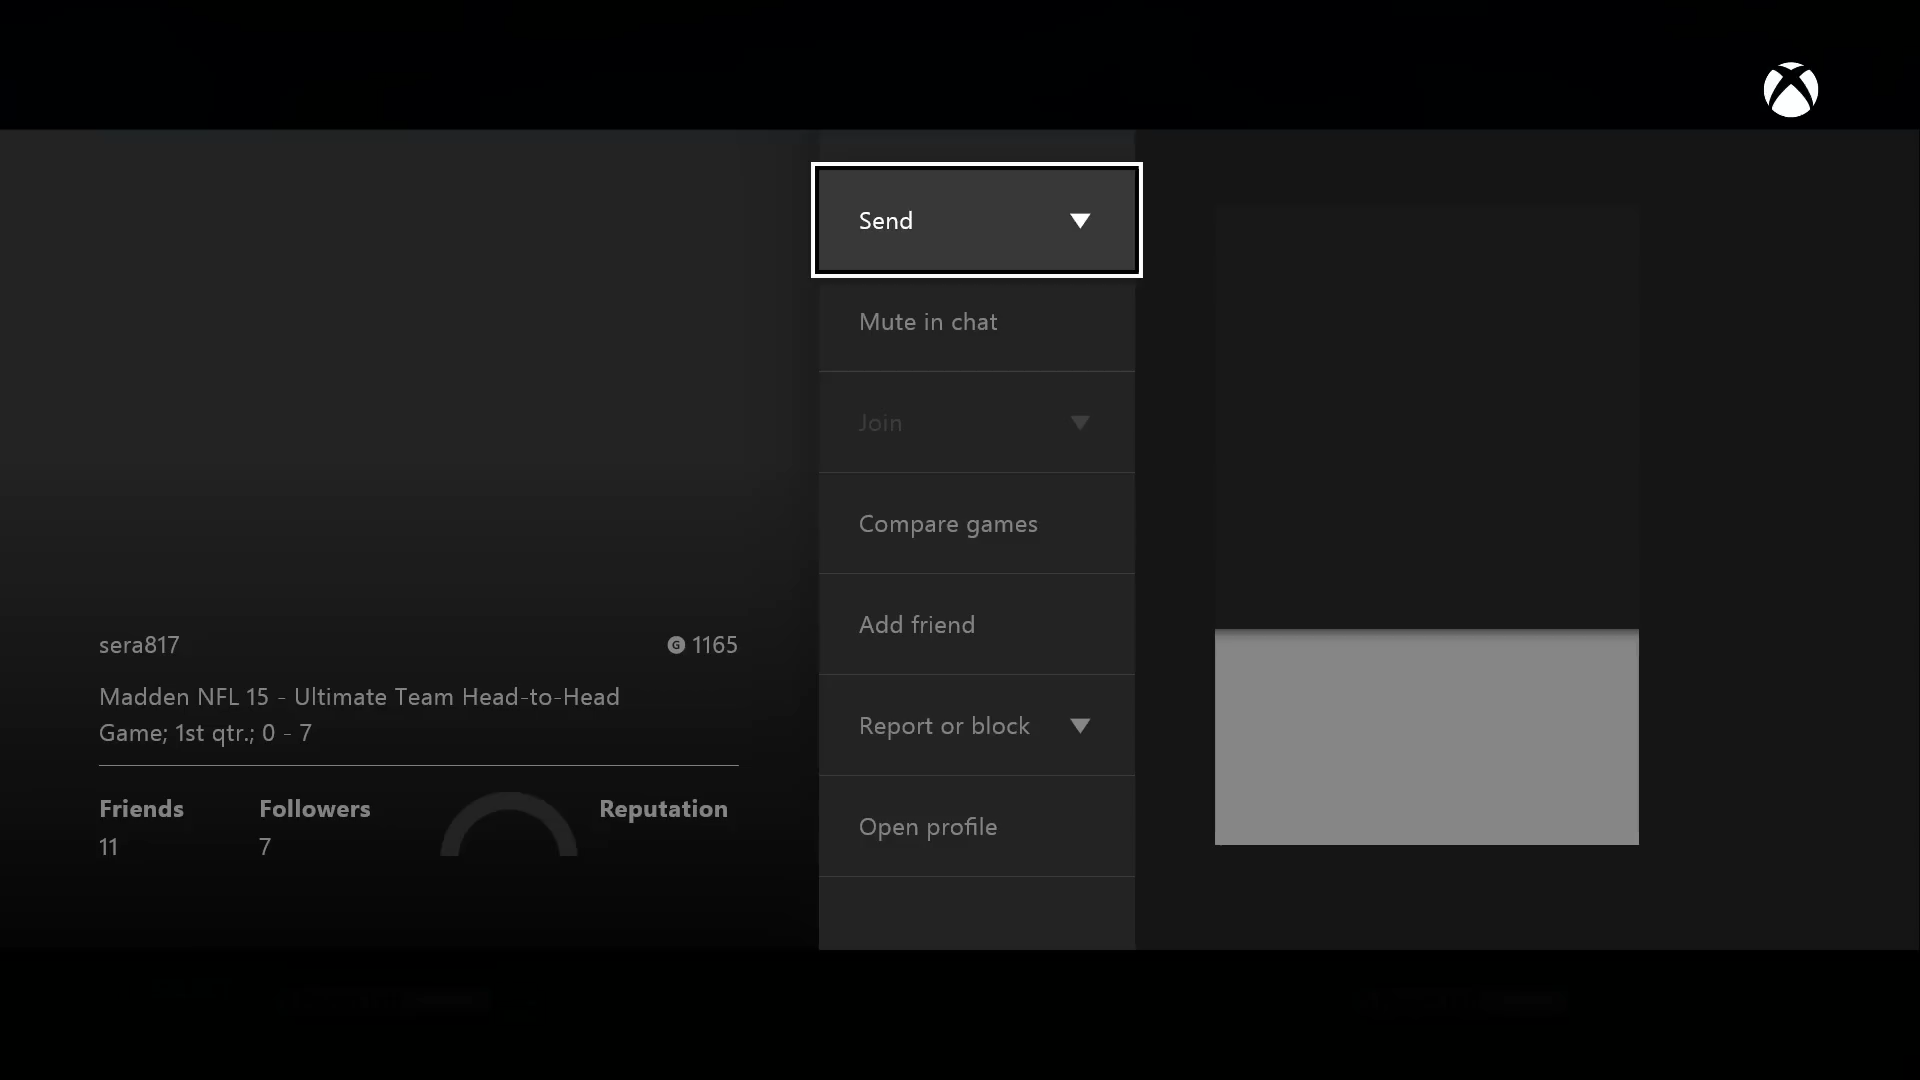 Send
Mute in chat
Join
Compare games
Add friend
Report or block
Open profile
sera817
G 1165
Madden NFL 15 - Ultimate Team Head-to-Head
Game; 1st qtr.; 0 - 7
Friends
11
Followers
7
Reputation